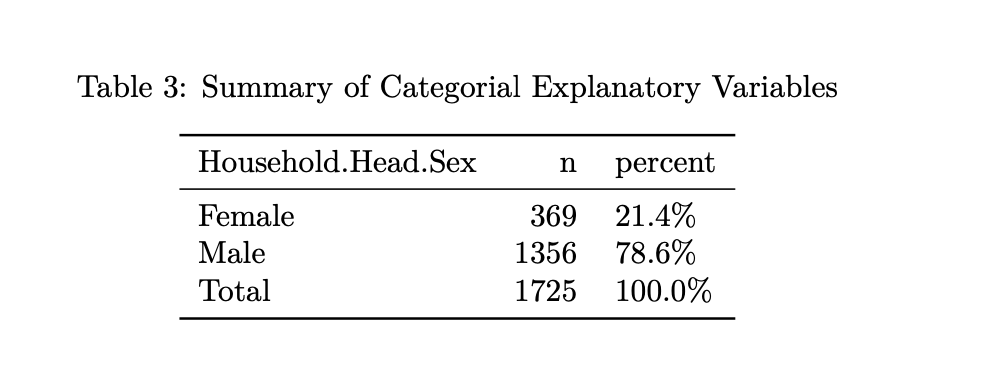 Table 3: Summary of Categorial Explanatory Variables
Household.Head.Sex n percent
Female 369 21.4%
Male 1356 78.6%
Total 1725 100.0%